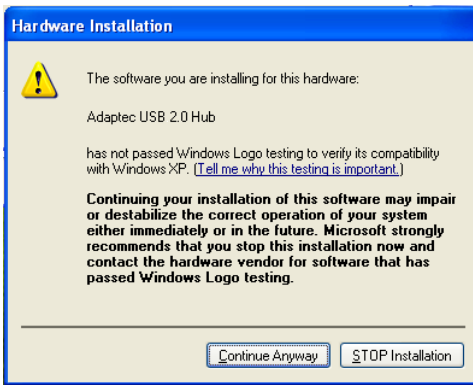 Hardware Installation
The software you are installing for this hardware:
Adaptec USB 2.0 Hub
has not passed Windows Logo testing to verify its compatibility
with Windows XP. (Tell me why this testing is important.)
Continuing your installation of this software may impair
or destabilize the correct operation of your system
either immediately or in the future. Microsoft strongly
recommends that you stop this installation now and
contact the hardware vendor for software that has
passed Windows Logo testing.
Continue Anyway STOP Installation